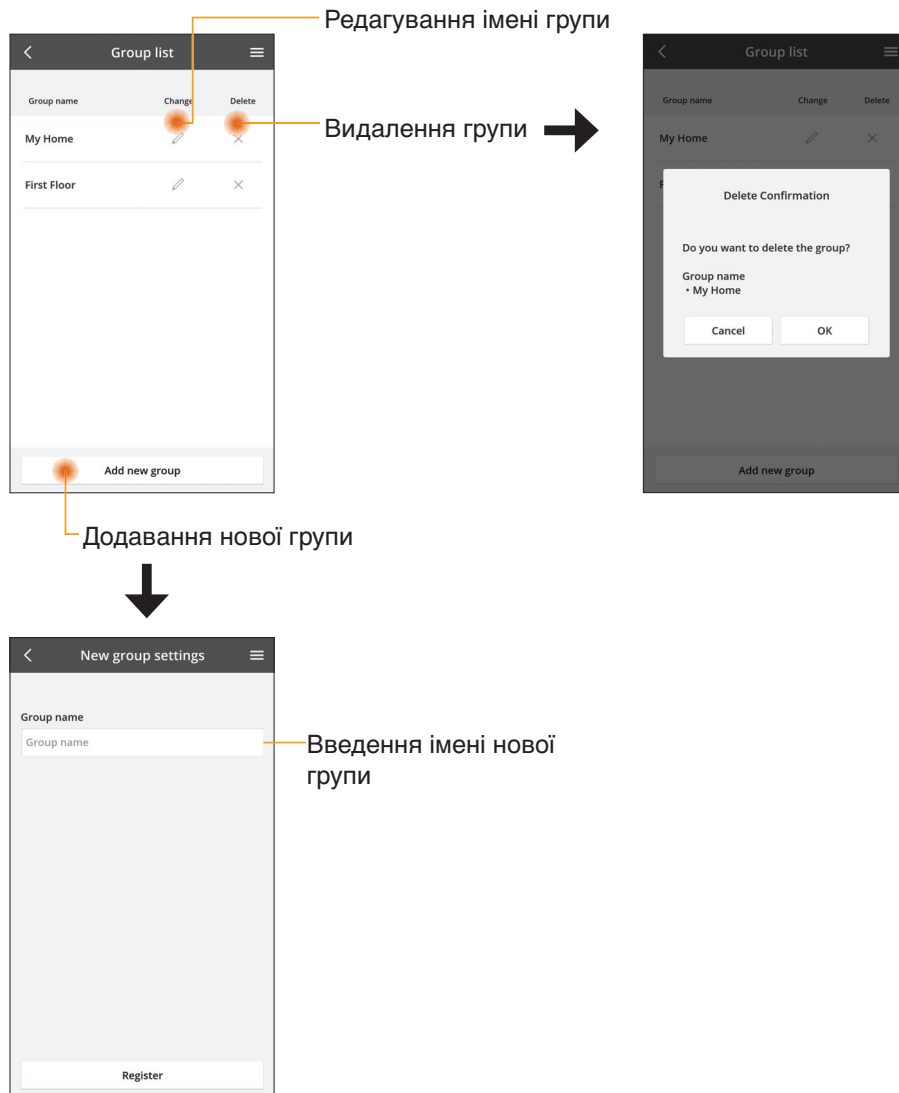 Редагування імені групи
Group list
Group name Change Delete
My Home
First Floor
Add new group
Видалення групи
Group list
Group name Change Delete
My Home
F
Delete Confirmation
Do you want to delete the group?
Group name
• My Home
Cancel OK
Add new group
Додавання нової групи
New group settings
Group name
Group name
Введення імені нової
групи
Register